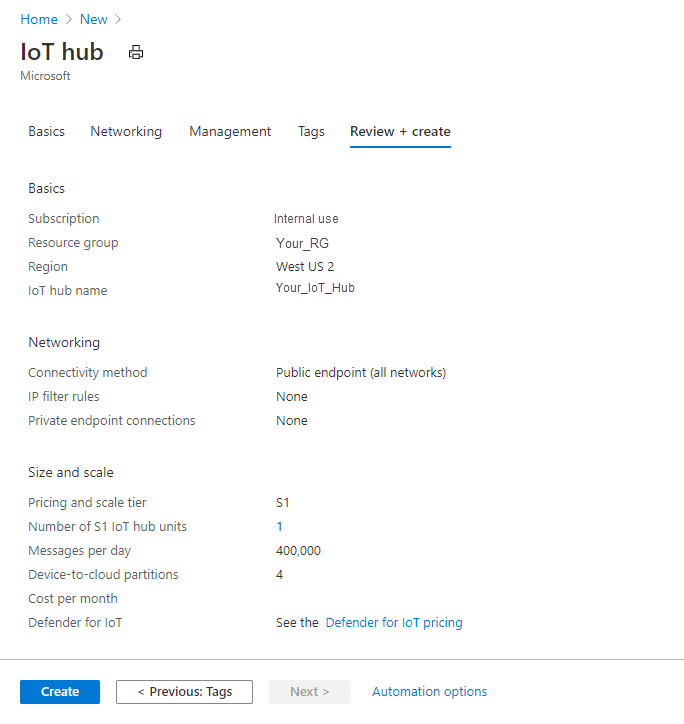 Home > New >
IoT hub
Microsoft
Basics Networking Management Tags Review + create
Basics
Subscription Internal use
Resource group Your_RG
Region West US 2
IoT hub name Your_IoT_Hub
Networking
Connectivity method Public endpoint (all networks)
IP filter rules None
Private endpoint connections None
Size and scale
Pricing and scale tier S1
Number of S1 IoT hub units 1
Messages per day 400,000
Device-to-cloud partitions 4
Cost per month
Defender for IoT See the Defender for IoT pricing
Create < Previous: Tags Next > Automation options